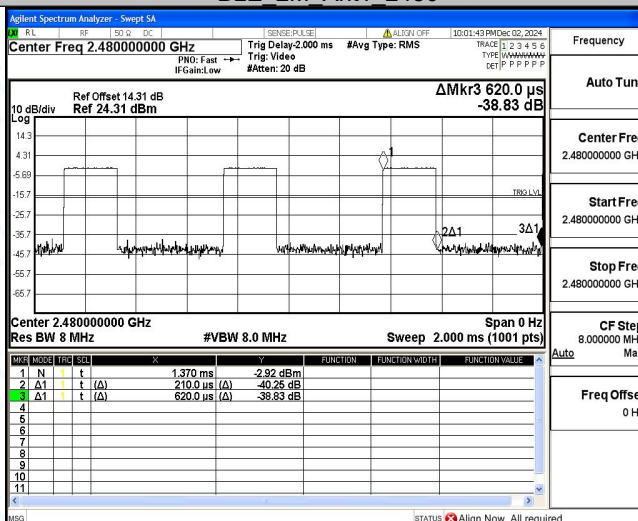 Agilent Spectrum Analyzer - Swept SA
RL RF 50 Ω DC SENSE:PULSE ALIGN OFF 10:01:43 PM Dec 02, 2024
Center Freq 2.480000000 GHz
PNO: Fast
IFGain:Low
Trig Delay-2.000 ms
Trig: Video
#Atten: 20 dB
#Avg Type: RMS
TRACE 1 2 3 4 5 6
TYPE WWWWWW
DET P P P P P P
Ref Offset 14.31 dB
Ref 24.31 dBm
10 dB/div
Log
ΔMkr3 620.0 µs
-38.83 dB
14.3
4.31
-5.69
-15.7
-25.7
-35.7
-45.7
-55.7
-65.7
1
TRIG LVL
2Δ1
3Δ1
Center 2.480000000 GHz Span 0 Hz
Res BW 8 MHz #VBW 8.0 MHz Sweep 2.000 ms (1001 pts)
MKR MODE TRC SCL X Y FUNCTION FUNCTION WIDTH FUNCTION VALUE
1 N 1 t 1.370 ms -2.92 dBm
2 Δ1 1 t (Δ) 210.0 µs (Δ) -40.25 dB
3 Δ1 1 t (Δ) 620.0 µs (Δ) -38.83 dB
4
5
6
7
8
9
10
11
MSG STATUS Align Now, All required
Frequency
Auto Tun
Center Fre
2.480000000 GH
Start Fre
2.480000000 GH
Stop Fre
2.480000000 GH
CF Step
8.000000 MH
Auto Ma
Freq Offse
0 H